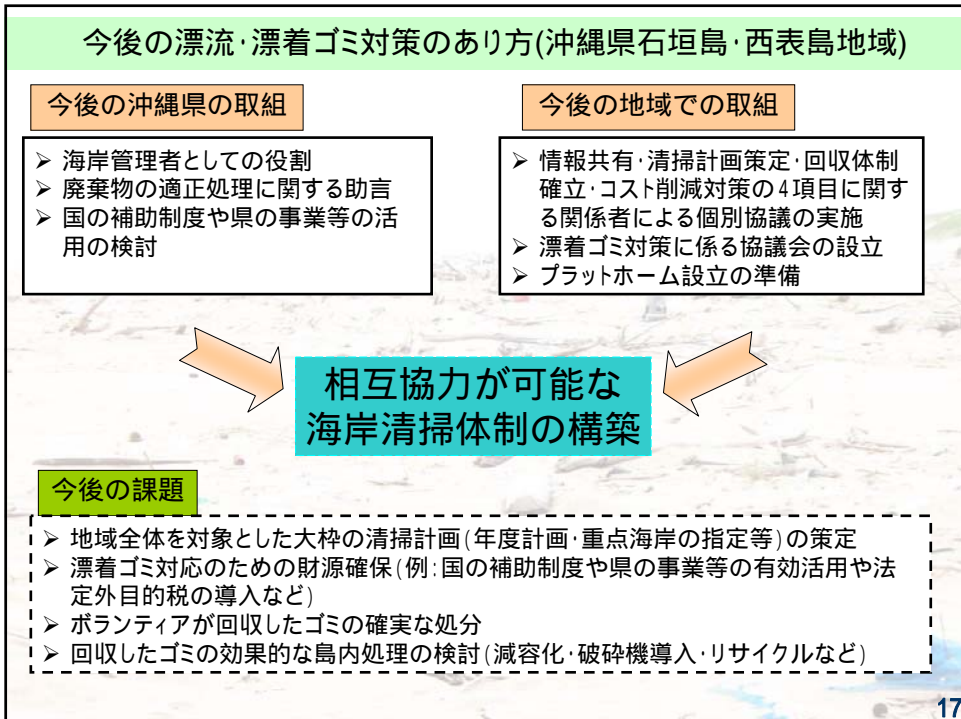 今後の漂流･漂着ゴミ対策のあり方(沖縄県石垣島･西表島地域)
今後の沖縄県の取組
➢ 海岸管理者としての役割
➢ 廃棄物の適正処理に関する助言
➢ 国の補助制度や県の事業等の活
用の検討
今後の地域での取組
➢ 情報共有･清掃計画策定･回収体制
確立･コスト削減対策の4項目に関す
る関係者による個別協議の実施
➢ 漂着ゴミ対策に係る協議会の設立
➢ プラットホーム設立の準備
相互協力が可能な
海岸清掃体制の構築
今後の課題
➢ 地域全体を対象とした大枠の清掃計画(年度計画･重点海岸の指定等)の策定
➢ 漂着ゴミ対応のための財源確保(例:国の補助制度や県の事業等の有効活用や法
定外目的税の導入など)
➢ ボランティアが回収したゴミの確実な処分
➢ 回収したゴミの効果的な島内処理の検討(減容化･破砕機導入･リサイクルなど)
17